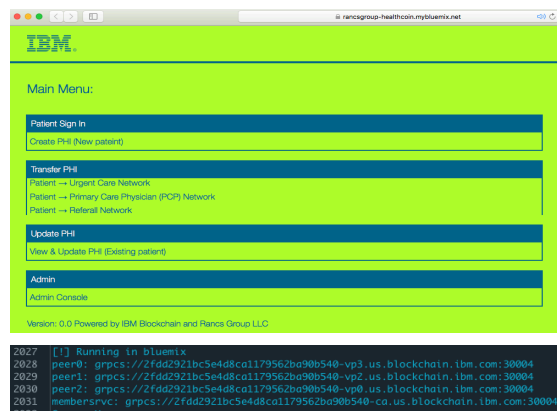 rancsgroup-healthcoin.mybluemix.net
IBM.
Main Menu:
Patient Sign In
Create PHI (New pateint)
Transfer PHI
Patient → Urgent Care Network
Patient → Primary Care Physician (PCP) Network
Patient → Referall Network
Update PHI
View & Update PHI (Existing patient)
Admin
Admin Console
Version: 0.0 Powered by IBM Blockchain and Rancs Group LLC
2027 [!] Running in bluemix
2028 peer0: grpcs://2fdd2921bc5e4d8ca1179562ba90b540-vp3.us.blockchain.ibm.com:30004
2029 peer1: grpcs://2fdd2921bc5e4d8ca1179562ba90b540-vp2.us.blockchain.ibm.com:30004
2030 peer2: grpcs://2fdd2921bc5e4d8ca1179562ba90b540-vp0.us.blockchain.ibm.com:30004
2031 membersrvc: grpcs://2fdd2921bc5e4d8ca1179562ba90b540-ca.us.blockchain.ibm.com:30004